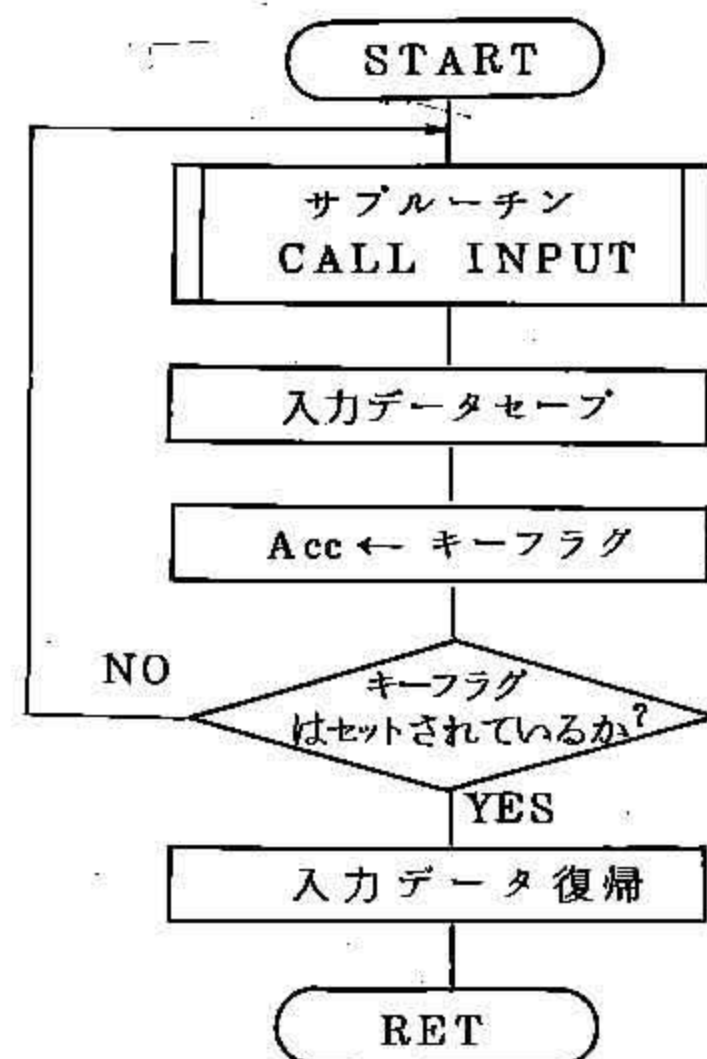 START
サブルーチン
CALL INPUT
入力データセーブ
Acc ← キーフラグ
NO
キーフラグ
はセットされているか?
YES
入力データ復帰
RET